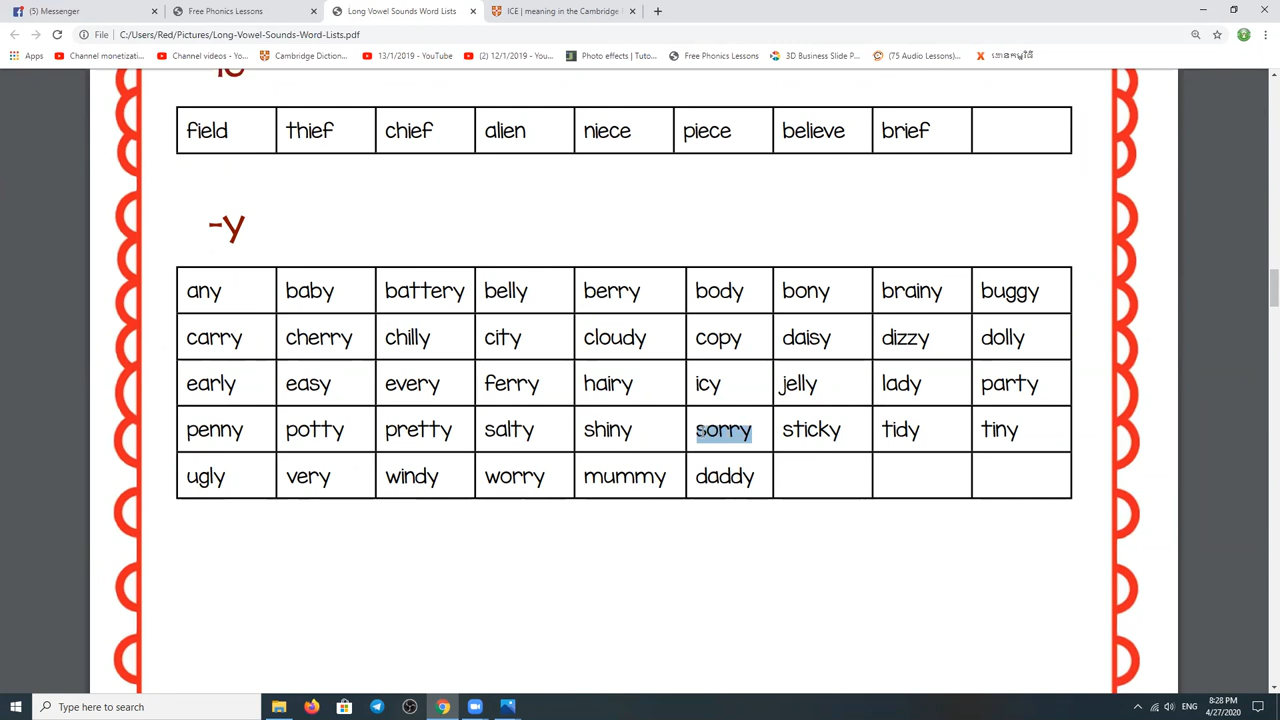 (5) Messenger
Free Phonics Lessons
Long Vowel Sounds Word Lists
ICE | meaning in the Cambridge
File | C:/Users/Red/Pictures/Long-Vowel-Sounds-Word-Lists.pdf
Apps Channel monetizati... Channel videos - Yo... Cambridge Diction... 13/1/2019 - YouTube (2) 12/1/2019 - You... Photo effects | Tuto... Free Phonics Lessons 3D Business Slide P... (75 Audio Lessons)...
field thief chief alien niece piece believe brief
-y
any baby battery belly berry body bony brainy buggy
carry cherry chilly city cloudy copy daisy dizzy dolly
early easy every ferry hairy icy jelly lady party
penny potty pretty salty shiny sorry sticky tidy tiny
ugly very windy worry mummy daddy
Type here to search
ENG
8:28 PM
4/27/2020